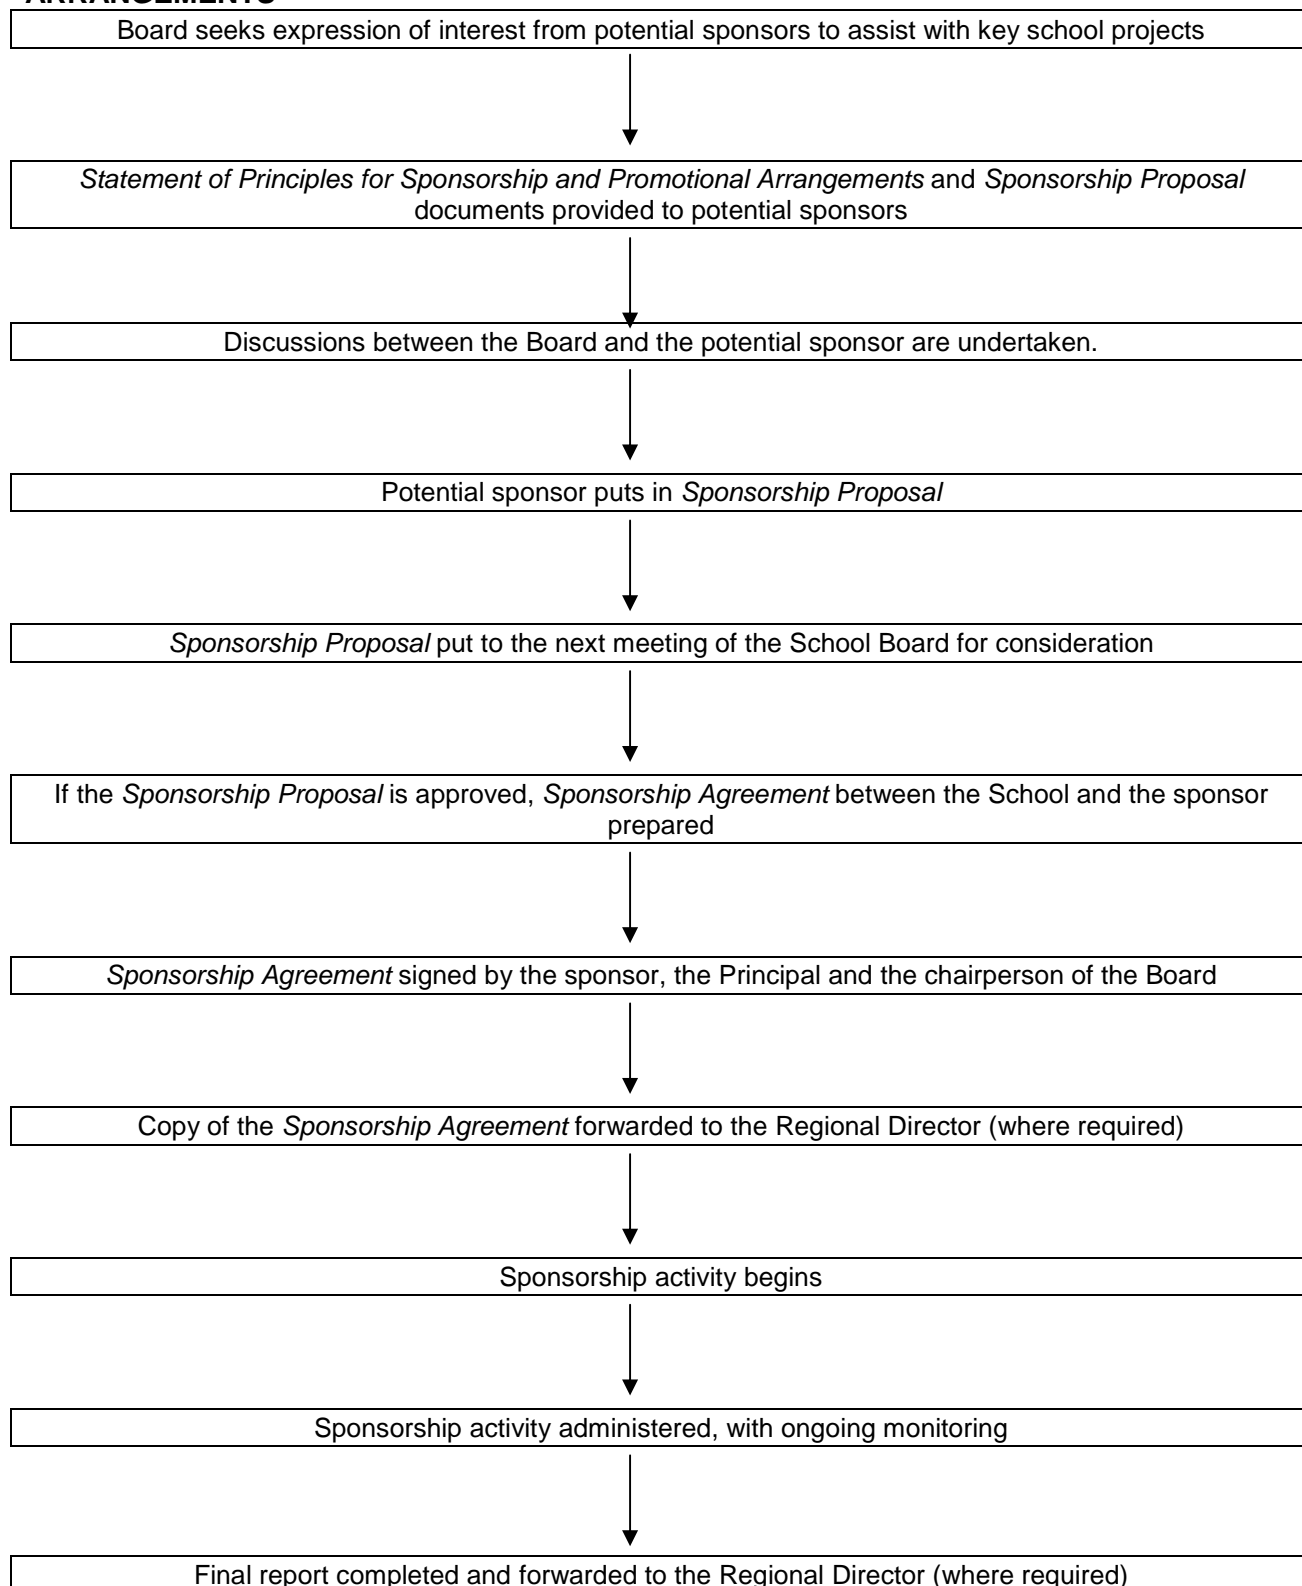 ARRANGEMENTS
Board seeks expression of interest from potential sponsors to assist with key school projects
Statement of Principles for Sponsorship and Promotional Arrangements and Sponsorship Proposal
documents provided to potential sponsors
Discussions between the Board and the potential sponsor are undertaken.
Potential sponsor puts in Sponsorship Proposal
Sponsorship Proposal put to the next meeting of the School Board for consideration
If the Sponsorship Proposal is approved, Sponsorship Agreement between the School and the sponsor
prepared
Sponsorship Agreement signed by the sponsor, the Principal and the chairperson of the Board
Copy of the Sponsorship Agreement forwarded to the Regional Director (where required)
Sponsorship activity begins
Sponsorship activity administered, with ongoing monitoring
Final report completed and forwarded to the Regional Director (where required)